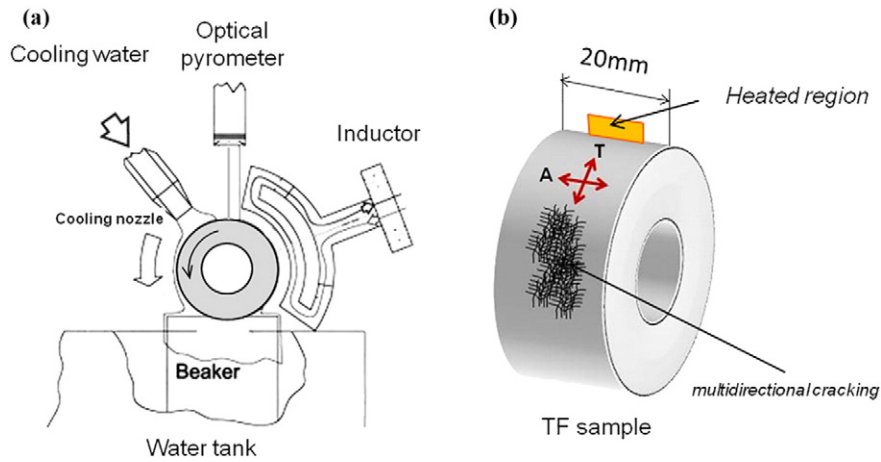 (a)
Cooling water
Optical
pyrometer
Inductor
Cooling nozzle
Beaker
Water tank
(b)
20mm
Heated region
T
A
multidirectional cracking
TF sample